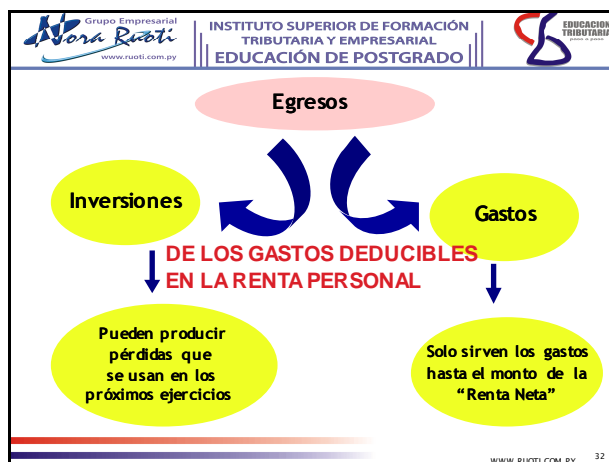 Grupo Empresarial
Nora Ruoti
www.ruoti.com.py
INSTITUTO SUPERIOR DE FORMACIÓN
TRIBUTARIA Y EMPRESARIAL
EDUCACIÓN DE POSTGRADO
EDUCACION
TRIBUTARIA
paso a paso
Egresos
Inversiones
Gastos
DE LOS GASTOS DEDUCIBLES
EN LA RENTA PERSONAL
Pueden producir
pérdidas que
se usan en los
próximos ejercicios
Solo sirven los gastos
hasta el monto de la
“Renta Neta”
WWW.RUOTI.COM.PY
32